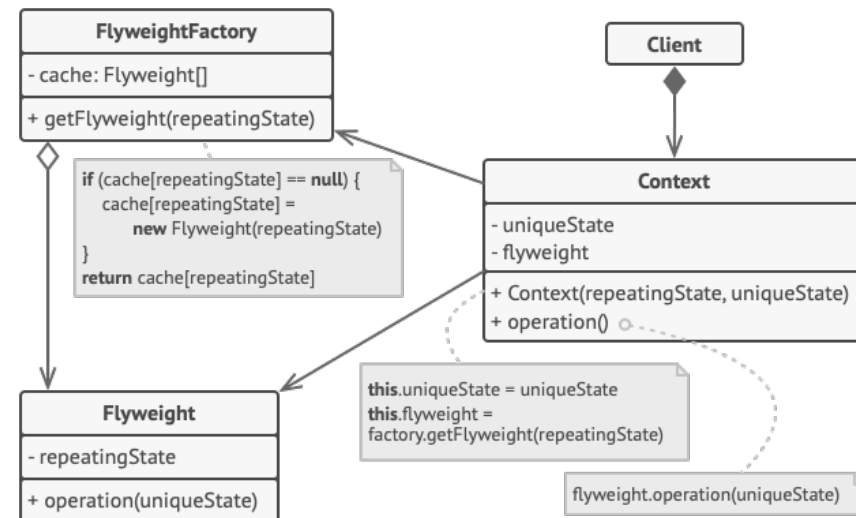 FlyweightFactory
- cache: Flyweight[]
+ getFlyweight(repeatingState)
if (cache[repeatingState] == null) {
cache[repeatingState] =
new Flyweight(repeatingState)
}
return cache[repeatingState]
Client
Context
- uniqueState
- flyweight
+ Context(repeatingState, uniqueState)
+ operation()
this.uniqueState = uniqueState
this.flyweight =
factory.getFlyweight(repeatingState)
flyweight.operation(uniqueState)
Flyweight
- repeatingState
+ operation(uniqueState)